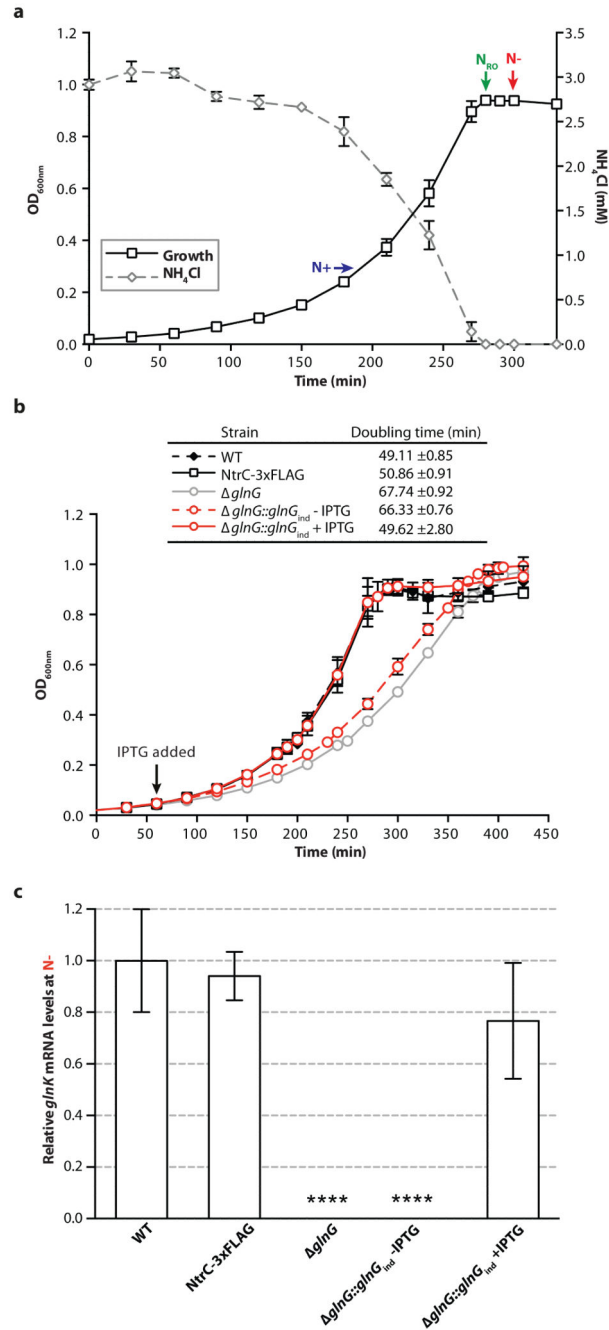 a
1.2
1.0
0.8
0.6
0.4
0.2
0.0
OD600nm
3.5
3.0
2.5
2.0
1.5
1.0
0.5
0.0
NH4Cl (mM)
NRO
N-
N+
Growth
NH4Cl
0 50 100 150 200 250 300
Time (min)
b
Strain Doubling time (min)
WT 49.11 ±0.85
NtrC-3xFLAG 50.86 ±0.91
ΔglnG 67.74 ±0.92
ΔglnG::glnGind - IPTG 66.33 ±0.76
ΔglnG::glnGind + IPTG 49.62 ±2.80
1.2
1.0
0.8
0.6
0.4
0.2
0.0
OD600nm
IPTG added
0 50 100 150 200 250 300 350 400 450
Time (min)
c
1.2
1.0
0.8
0.6
0.4
0.2
0.0
Relative glnK mRNA levels at N-
**** ****
WT
NtrC-3xFLAG
ΔglnG
ΔglnG::glnGind -IPTG
ΔglnG::glnGind +IPTG